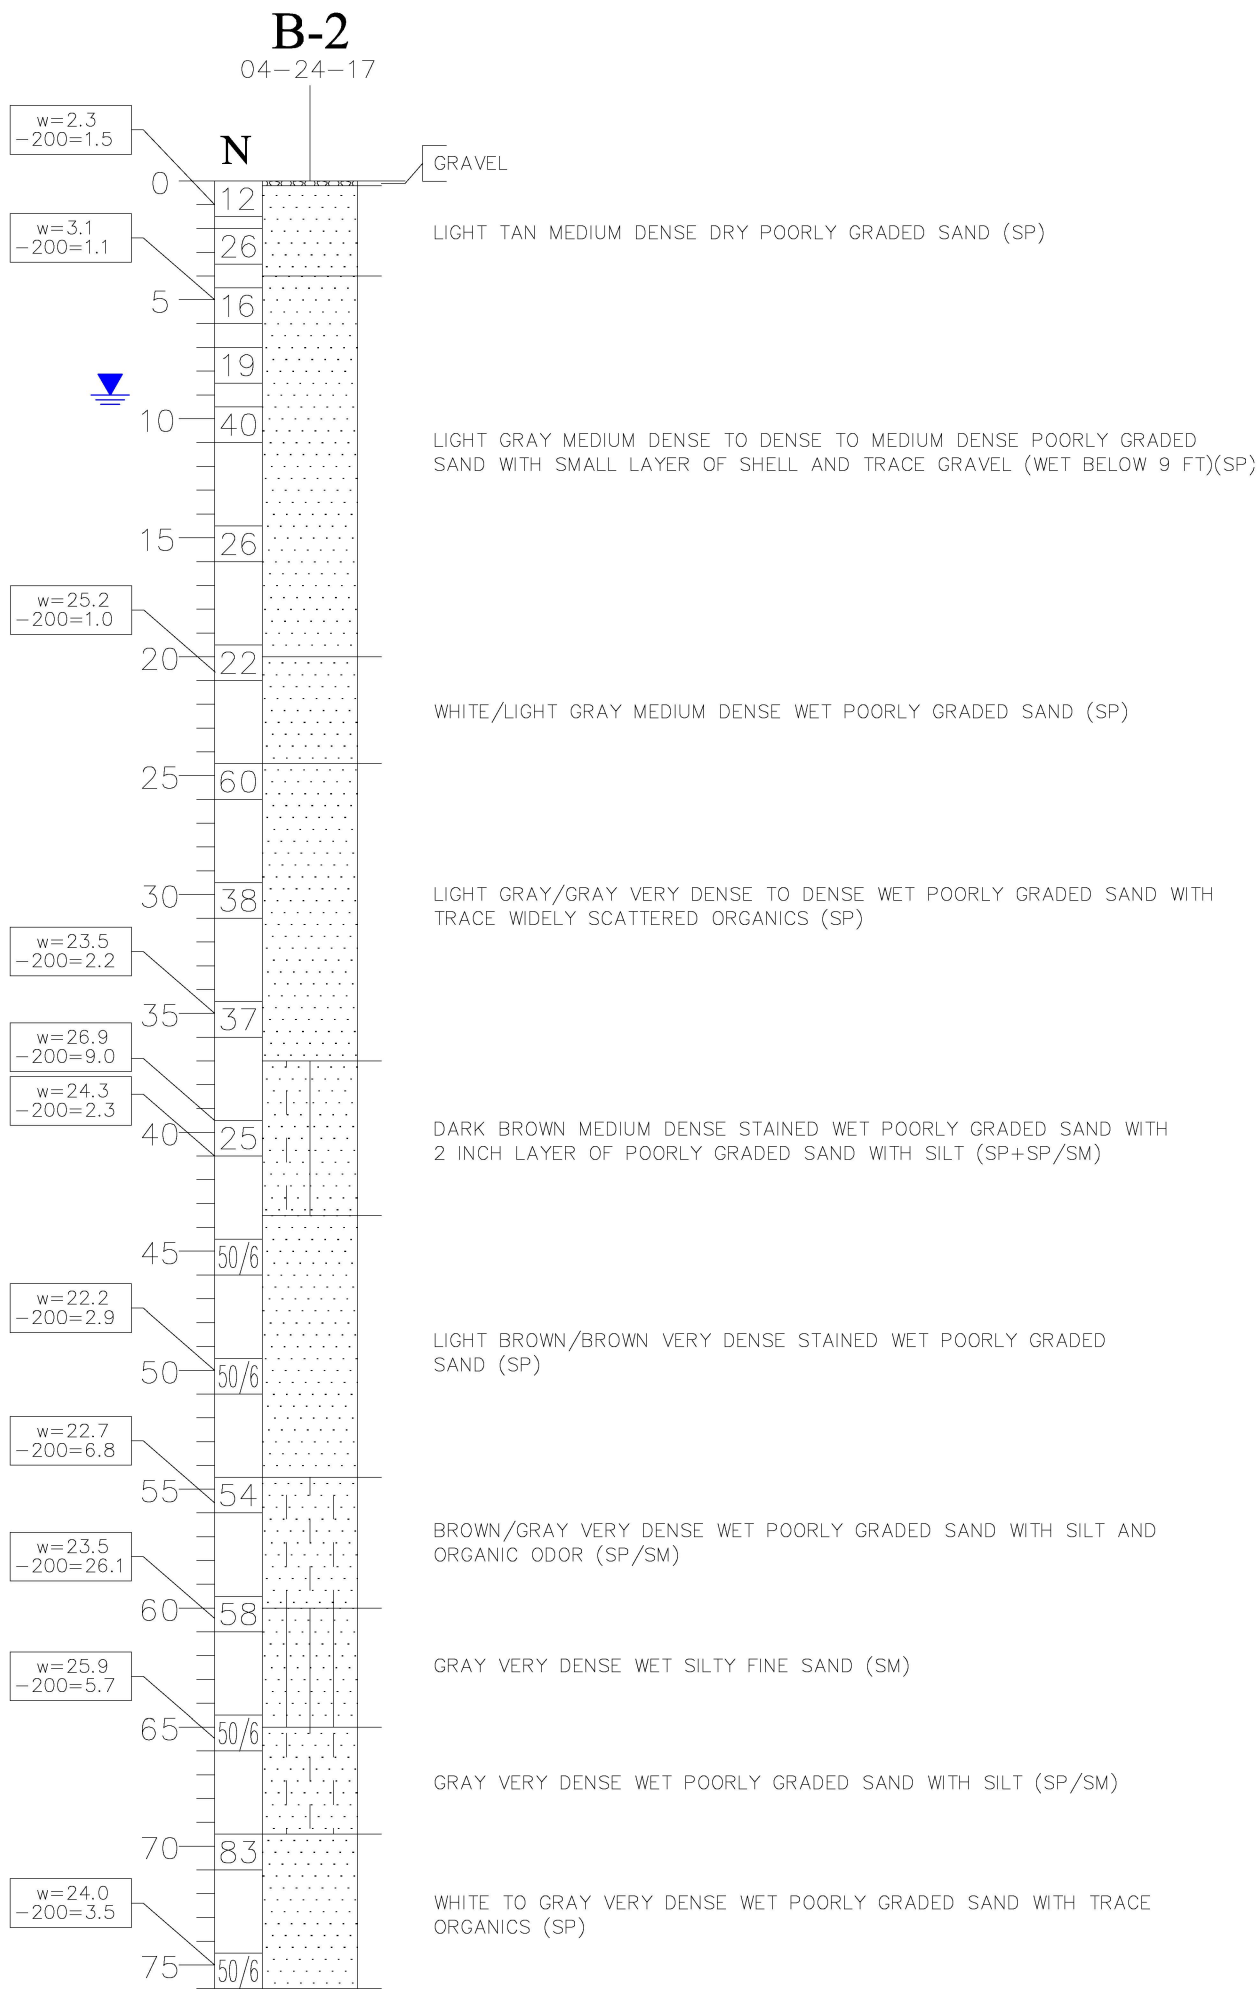 B-2
04-24-17
w=2.3
-200=1.5
N
GRAVEL
0
12
w=3.1
-200=1.1
26
LIGHT TAN MEDIUM DENSE DRY POORLY GRADED SAND (SP)
5
16
19
10
40
LIGHT GRAY MEDIUM DENSE TO DENSE TO MEDIUM DENSE POORLY GRADED
SAND WITH SMALL LAYER OF SHELL AND TRACE GRAVEL (WET BELOW 9 FT)(SP)
15
26
w=25.2
-200=1.0
20
22
WHITE/LIGHT GRAY MEDIUM DENSE WET POORLY GRADED SAND (SP)
25
60
30
38
LIGHT GRAY/GRAY VERY DENSE TO DENSE WET POORLY GRADED SAND WITH
TRACE WIDELY SCATTERED ORGANICS (SP)
w=23.5
-200=2.2
35
37
w=26.9
-200=9.0
w=24.3
-200=2.3
40
25
DARK BROWN MEDIUM DENSE STAINED WET POORLY GRADED SAND WITH
2 INCH LAYER OF POORLY GRADED SAND WITH SILT (SP+SP/SM)
45
50/6
w=22.2
-200=2.9
LIGHT BROWN/BROWN VERY DENSE STAINED WET POORLY GRADED
SAND (SP)
50
50/6
w=22.7
-200=6.8
55
54
BROWN/GRAY VERY DENSE WET POORLY GRADED SAND WITH SILT AND
ORGANIC ODOR (SP/SM)
w=23.5
-200=26.1
60
58
w=25.9
-200=5.7
GRAY VERY DENSE WET SILTY FINE SAND (SM)
65
50/6
GRAY VERY DENSE WET POORLY GRADED SAND WITH SILT (SP/SM)
70
83
w=24.0
-200=3.5
WHITE TO GRAY VERY DENSE WET POORLY GRADED SAND WITH TRACE
ORGANICS (SP)
75
50/6